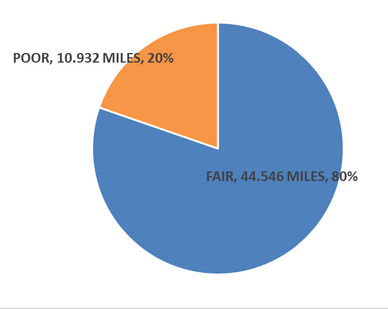 POOR, 10.932 MILES, 20%
FAIR, 44.546 MILES, 80%